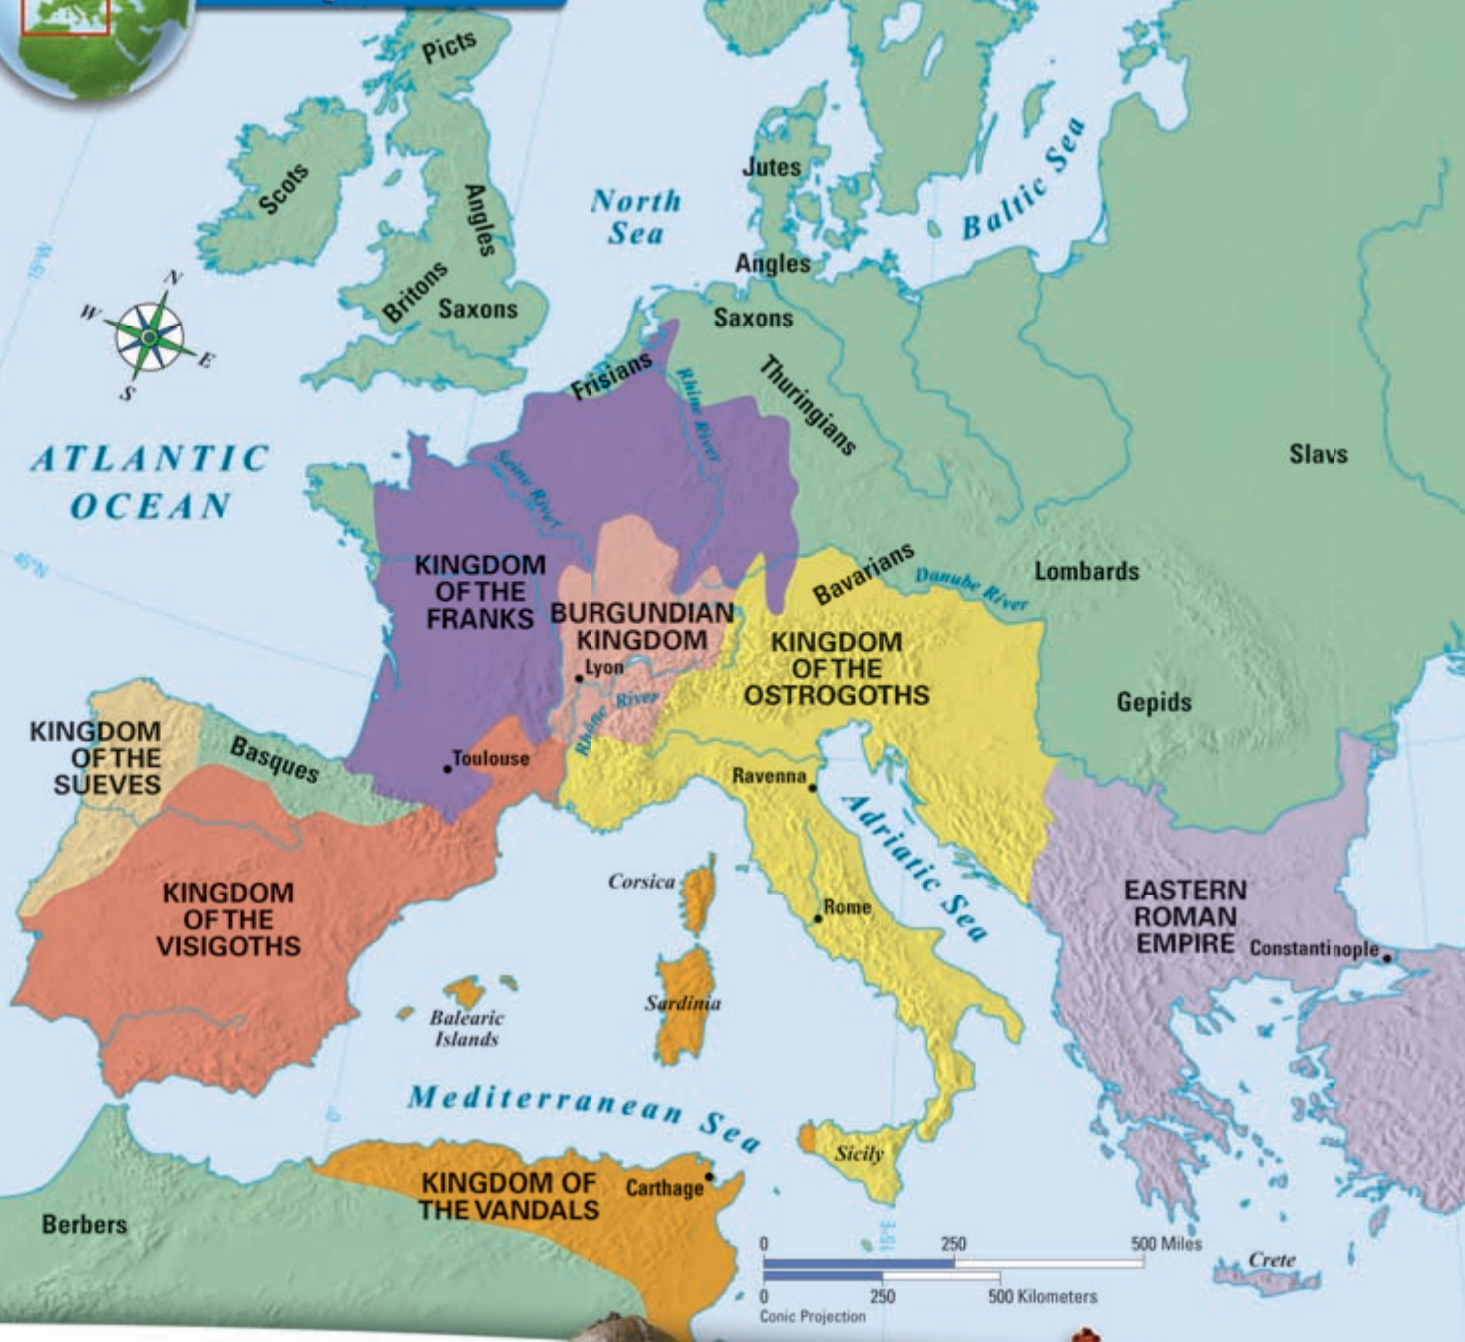 Picts
Scots
Angles
Britons
Saxons
North
Sea
Jutes
Angles
Saxons
Baltic Sea
15°W
N
W
E
S
Frisians
Rhine River
Thuringians
ATLANTIC
OCEAN
Seine River
Slavs
45°N
KINGDOM
OF THE
FRANKS
BURGUNDIAN
KINGDOM
Lyon
Rhône River
Bavarians
Danube River
Lombards
KINGDOM
OF THE
OSTROGOTHS
Gepids
KINGDOM
OF THE
SUEVES
Basques
Toulouse
Ravenna
Adriatic Sea
KINGDOM
OF THE
VISIGOTHS
Corsica
Rome
EASTERN
ROMAN
EMPIRE
Constantinople
Balearic
Islands
Sardinia
Mediterranean Sea
0°
Sicily
KINGDOM OF
THE VANDALS
Carthage
Berbers
15°E
Crete
0 250 500 Miles
0 250 500 Kilometers
Conic Projection